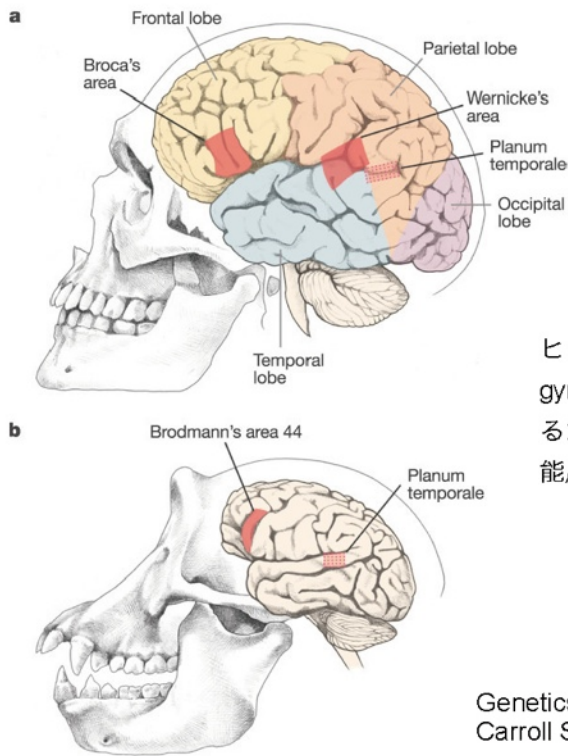 a
Frontal lobe
Broca's
area
Parietal lobe
Wernicke's
area
Planum
temporale
Occipital
lobe
Temporal
lobe
ヒ
gyr
る
能
b
Brodmann's area 44
Planum
temporale
Genetics
Carroll S